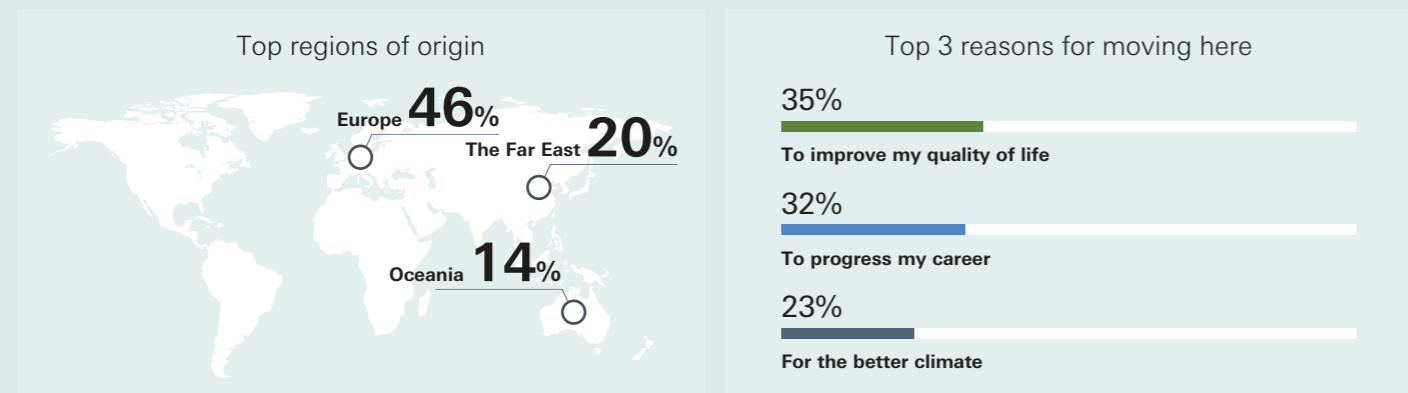 Top regions of origin
Europe 46%
The Far East 20%
Oceania 14%
Top 3 reasons for moving here
35%
To improve my quality of life
32%
To progress my career
23%
For the better climate